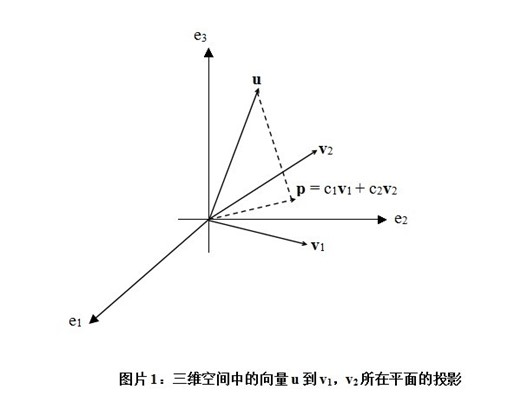 e3
u
v2
p = c1v1 + c2v2
e2
v1
e1
图片1：三维空间中的向量 u 到 v1，v2 所在平面的投影